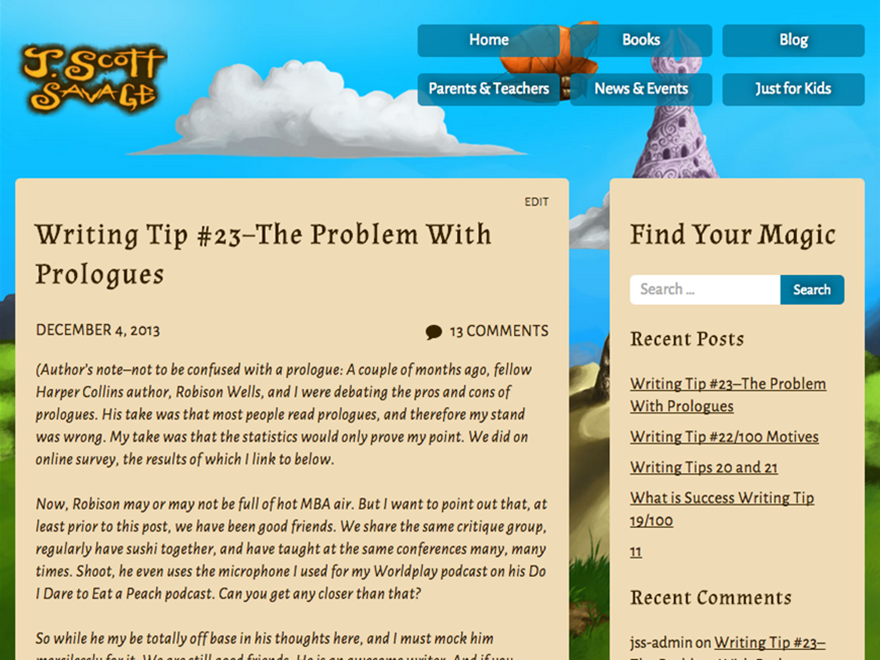 J. Scott
Savage
Home
Books
Blog
Parents & Teachers
News & Events
Just for Kids
EDIT
Writing Tip #23–The Problem With
Prologues
DECEMBER 4, 2013
13 COMMENTS
(Author's note–not to be confused with a prologue: A couple of months ago, fellow
Harper Collins author, Robison Wells, and I were debating the pros and cons of
prologues. His take was that most people read prologues, and therefore my stand
was wrong. My take was that the statistics would only prove my point. We did on
online survey, the results of which I link to below.
Now, Robison may or may not be full of hot MBA air. But I want to point out that, at
least prior to this post, we have been good friends. We share the same critique group,
regularly have sushi together, and have taught at the same conferences many, many
times. Shoot, he even uses the microphone I used for my Worldplay podcast on his Do
I Dare to Eat a Peach podcast. Can you get any closer than that?
So while he my be totally off base in his thoughts here, and I must mock him
Find Your Magic
Search ...
Search
Recent Posts
Writing Tip #23–The Problem
With Prologues
Writing Tip #22/100 Motives
Writing Tips 20 and 21
What is Success Writing Tip
19/100
11
Recent Comments
jss-admin on Writing Tip #23–